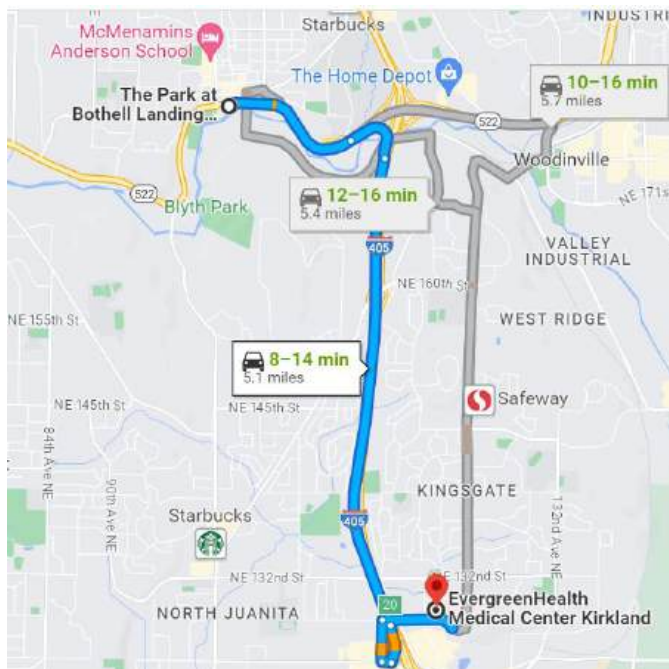 INDUSTRI
Starbucks
McMenamins
Anderson School
The Home Depot
10–16 min
5.7 miles
The Park at
Bothell Landing...
522
Woodinville
12–16 min
5.4 miles
522
NE 171s
Blyth Park
405
VALLEY
INDUSTRIAL
NE 160th St
NE 155th St
WEST RIDGE
8–14 min
5.1 miles
NE 145th St
NE 145th St
Safeway
84th Ave NE
90th Ave NE
KINGSGATE
132nd Ave NE
405
Starbucks
NE 132nd St
NE 132nd St
20
EvergreenHealth
Medical Center Kirkland
NORTH JUANITA